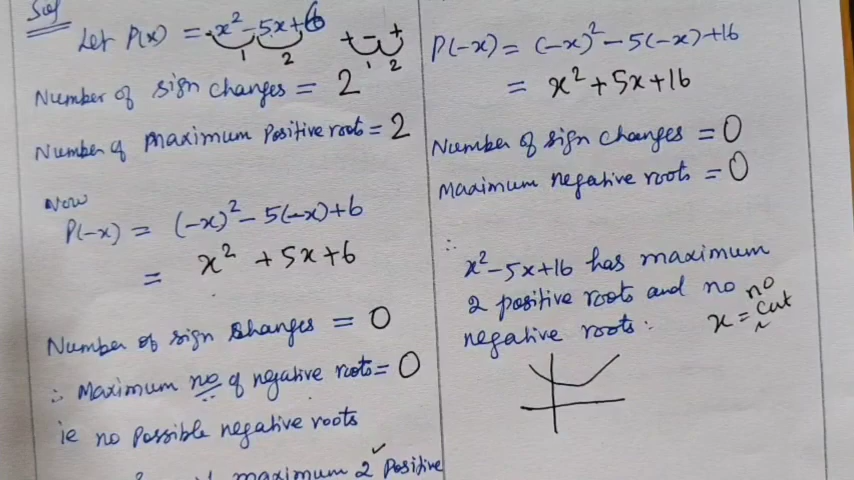 Sol
Let P(x) = x² - 5x + 6
1 2
+ - +
1 2
Number of sign changes = 2
Number of maximum Positive roots = 2
Now
P(-x) = (-x)² - 5(-x) + 6
= x² + 5x + 6
Number of sign changes = 0
∴ Maximum no of negative roots = 0
ie no possible negative roots
maximum 2 Positive
P(-x) = (-x)² - 5(-x) + 16
= x² + 5x + 16
Number of sign changes = 0
Maximum negative roots = 0
∴
x² - 5x + 16 has maximum
2 positive roots and no
negative roots.
no
x = cut